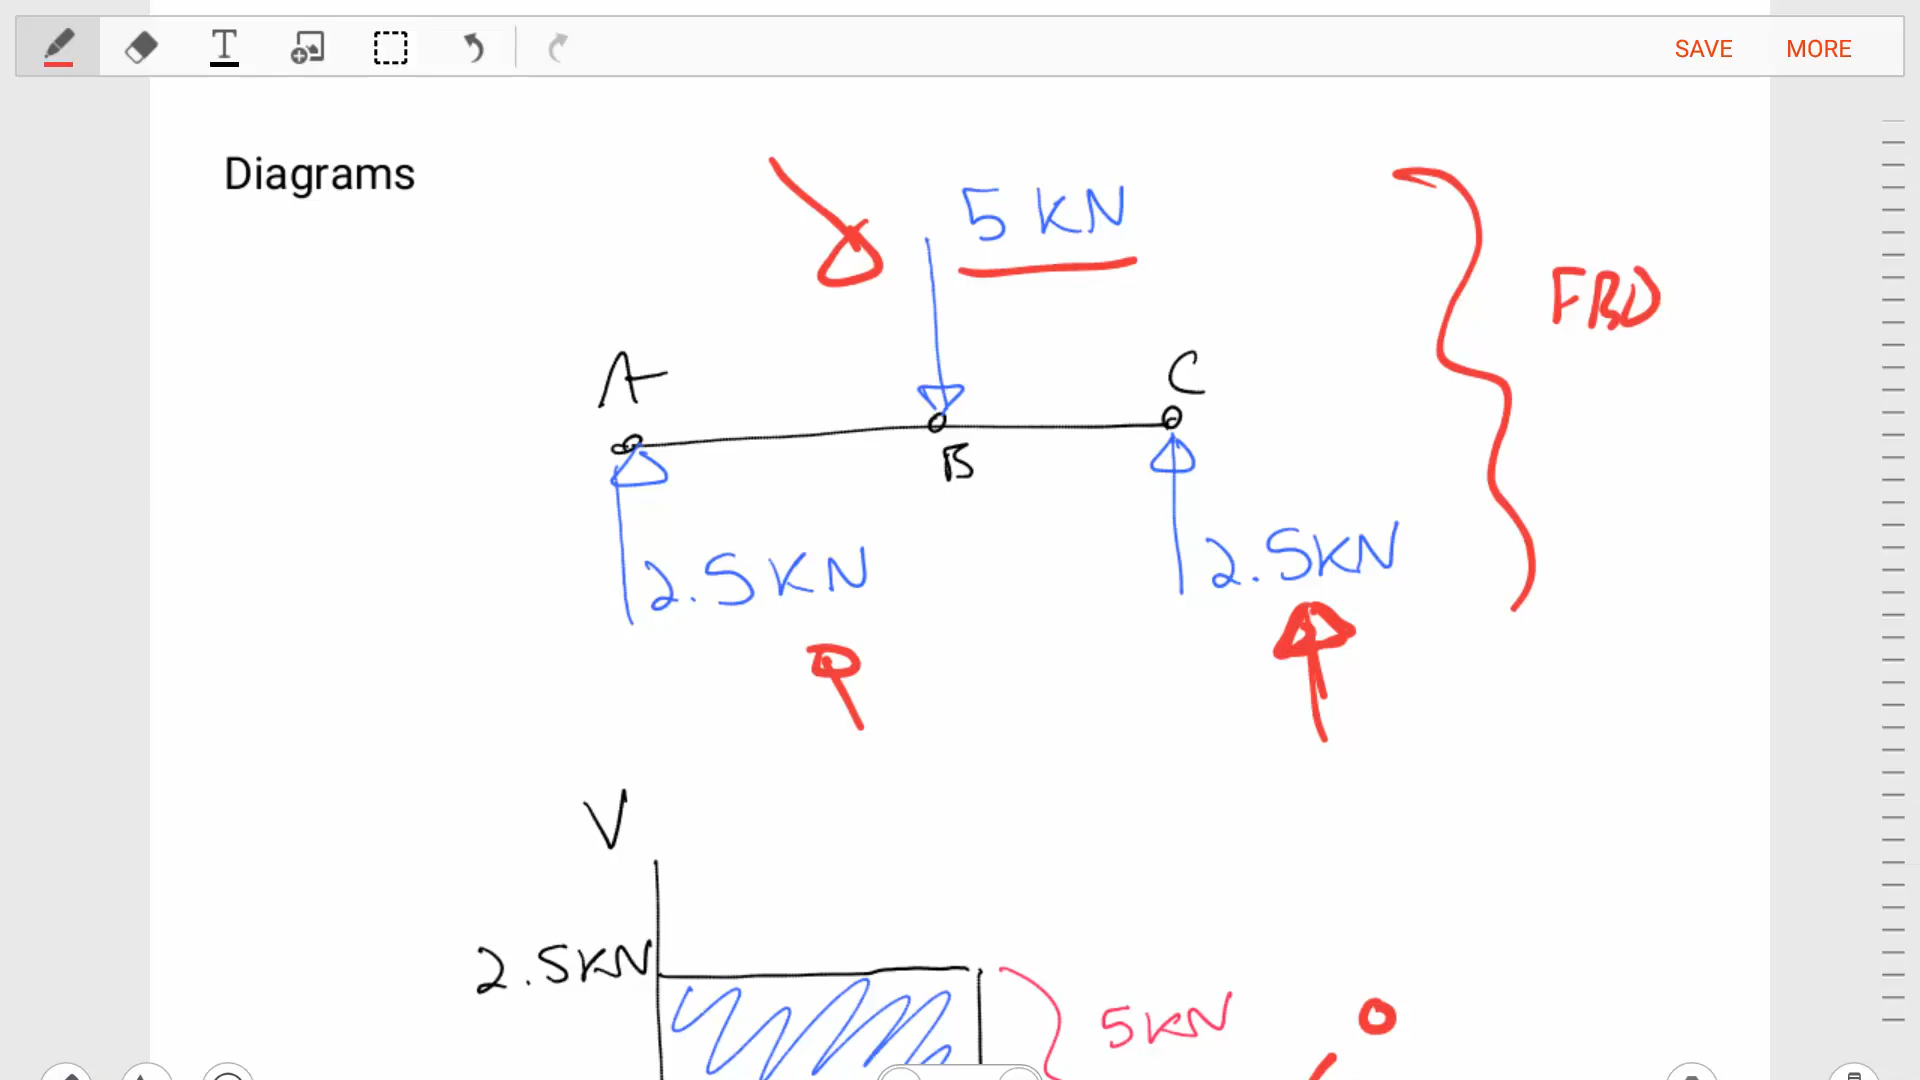 SAVE MORE
Diagrams
5 KN
FBD
A
C
B
2.5KN
2.5KN
V
2.5KN
5KN